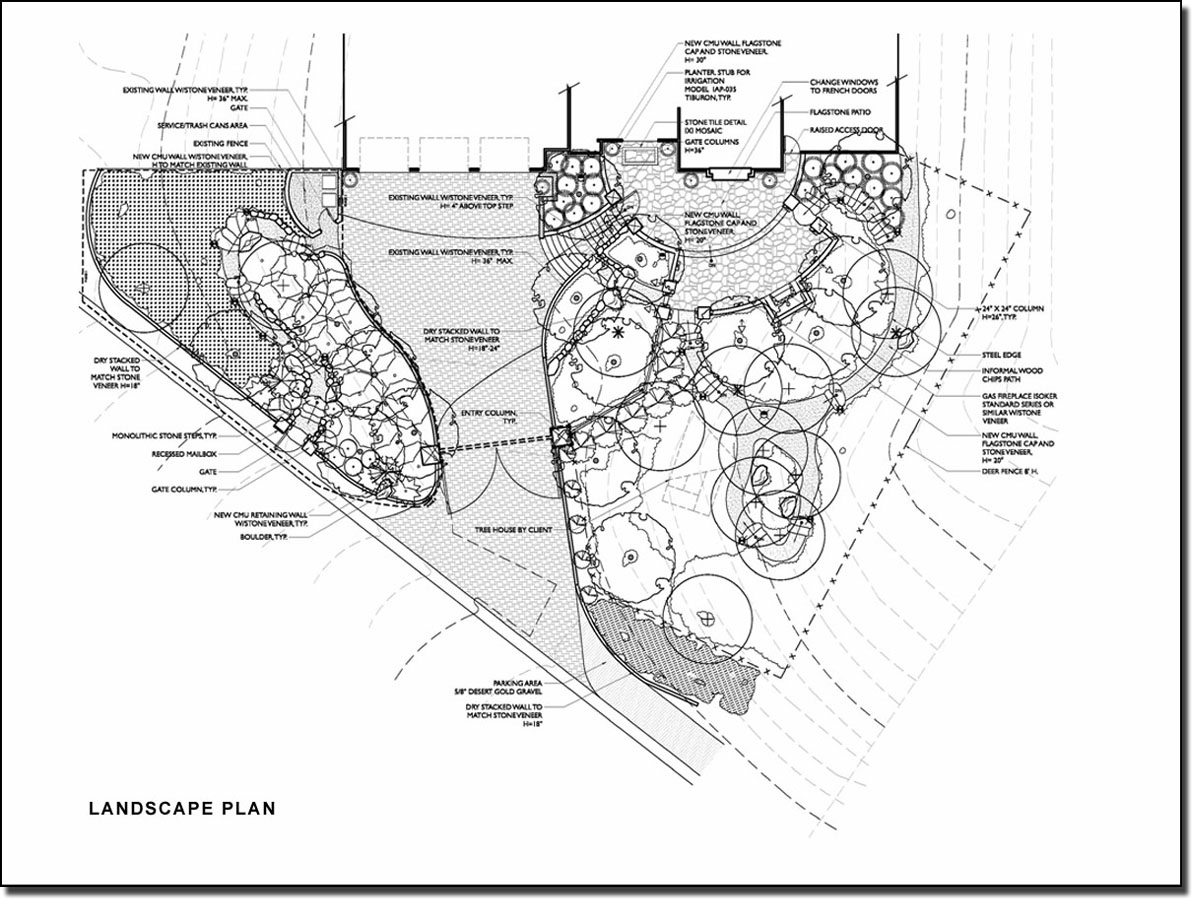 NEW CMU WALL, FLAGSTONE
CAP AND STONE VENEER.
H= 30"
PLANTER. STUB FOR
IRRIGATION
MODEL IAP-035
TIBURON, TYP.
STONE TILE DETAIL
MOSAIC
GATE COLUMNS
H=36"
CHANGE WINDOWS
TO FRENCH DOORS
FLAGSTONE PATIO
RAISED ACCESS DOOR
EXISTING WALL W/STONE VENEER, TYP.
H= 36" MAX.
GATE
SERVICE/TRASH CANS AREA
EXISTING FENCE
NEW CMU WALL W/STONE VENEER,
H TO MATCH EXISTING WALL
EXISTING WALL W/STONE VENEER, TYP.
H= 4" ABOVE TOP STEP
NEW CMU WALL,
FLAGSTONE CAP AND
STONE VENEER.
H= 20"
EXISTING WALL W/STONE VENEER, TYP.
H= 36" MAX.
DRY STACKED WALL TO
MATCH STONE VENEER
H=18"-24"
24" X 24" COLUMN
H=26", TYP.
STEEL EDGE
INFORMAL WOOD
CHIPS PATH
GAS FIREPLACE ISOKER
STANDARD SERIES OR
SIMILAR W/STONE
VENEER
NEW CMU WALL,
FLAGSTONE CAP AND
STONE VENEER,
H= 20"
DEER FENCE 8' H.
DRY STACKED
WALL TO
MATCH STONE
VENEER H=18"
ENTRY COLUMN,
TYP.
MONOLITHIC STONE STEPS, TYP.
RECESSED MAILBOX
GATE
GATE COLUMN, TYP.
NEW CMU RETAINING WALL
W/STONE VENEER, TYP.
BOULDER, TYP.
TREE HOUSE BY CLIENT
PARKING AREA
5/8" DESERT GOLD GRAVEL
DRY STACKED WALL TO
MATCH STONE VENEER
H=18"
LANDSCAPE PLAN